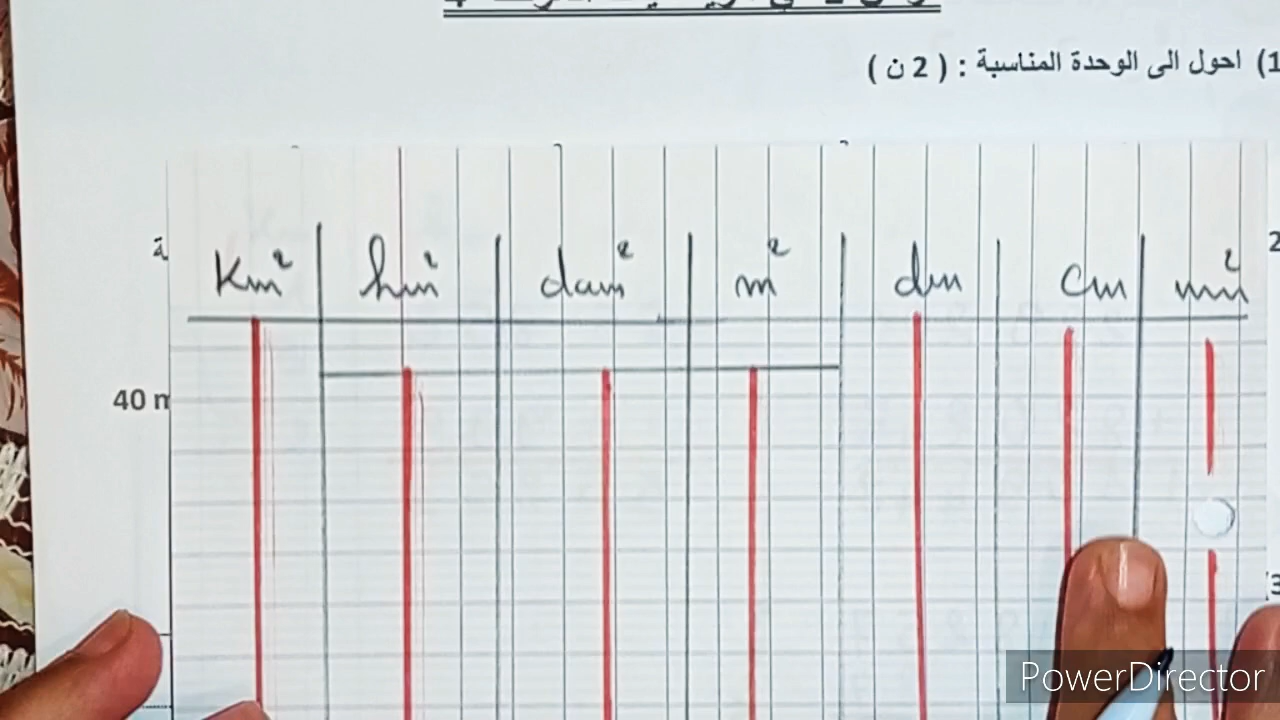 1) احول الى الوحدة المناسبة : ( 2 ن )
Km² hm² dam² m² dm cm mm²
40 m
PowerDirector